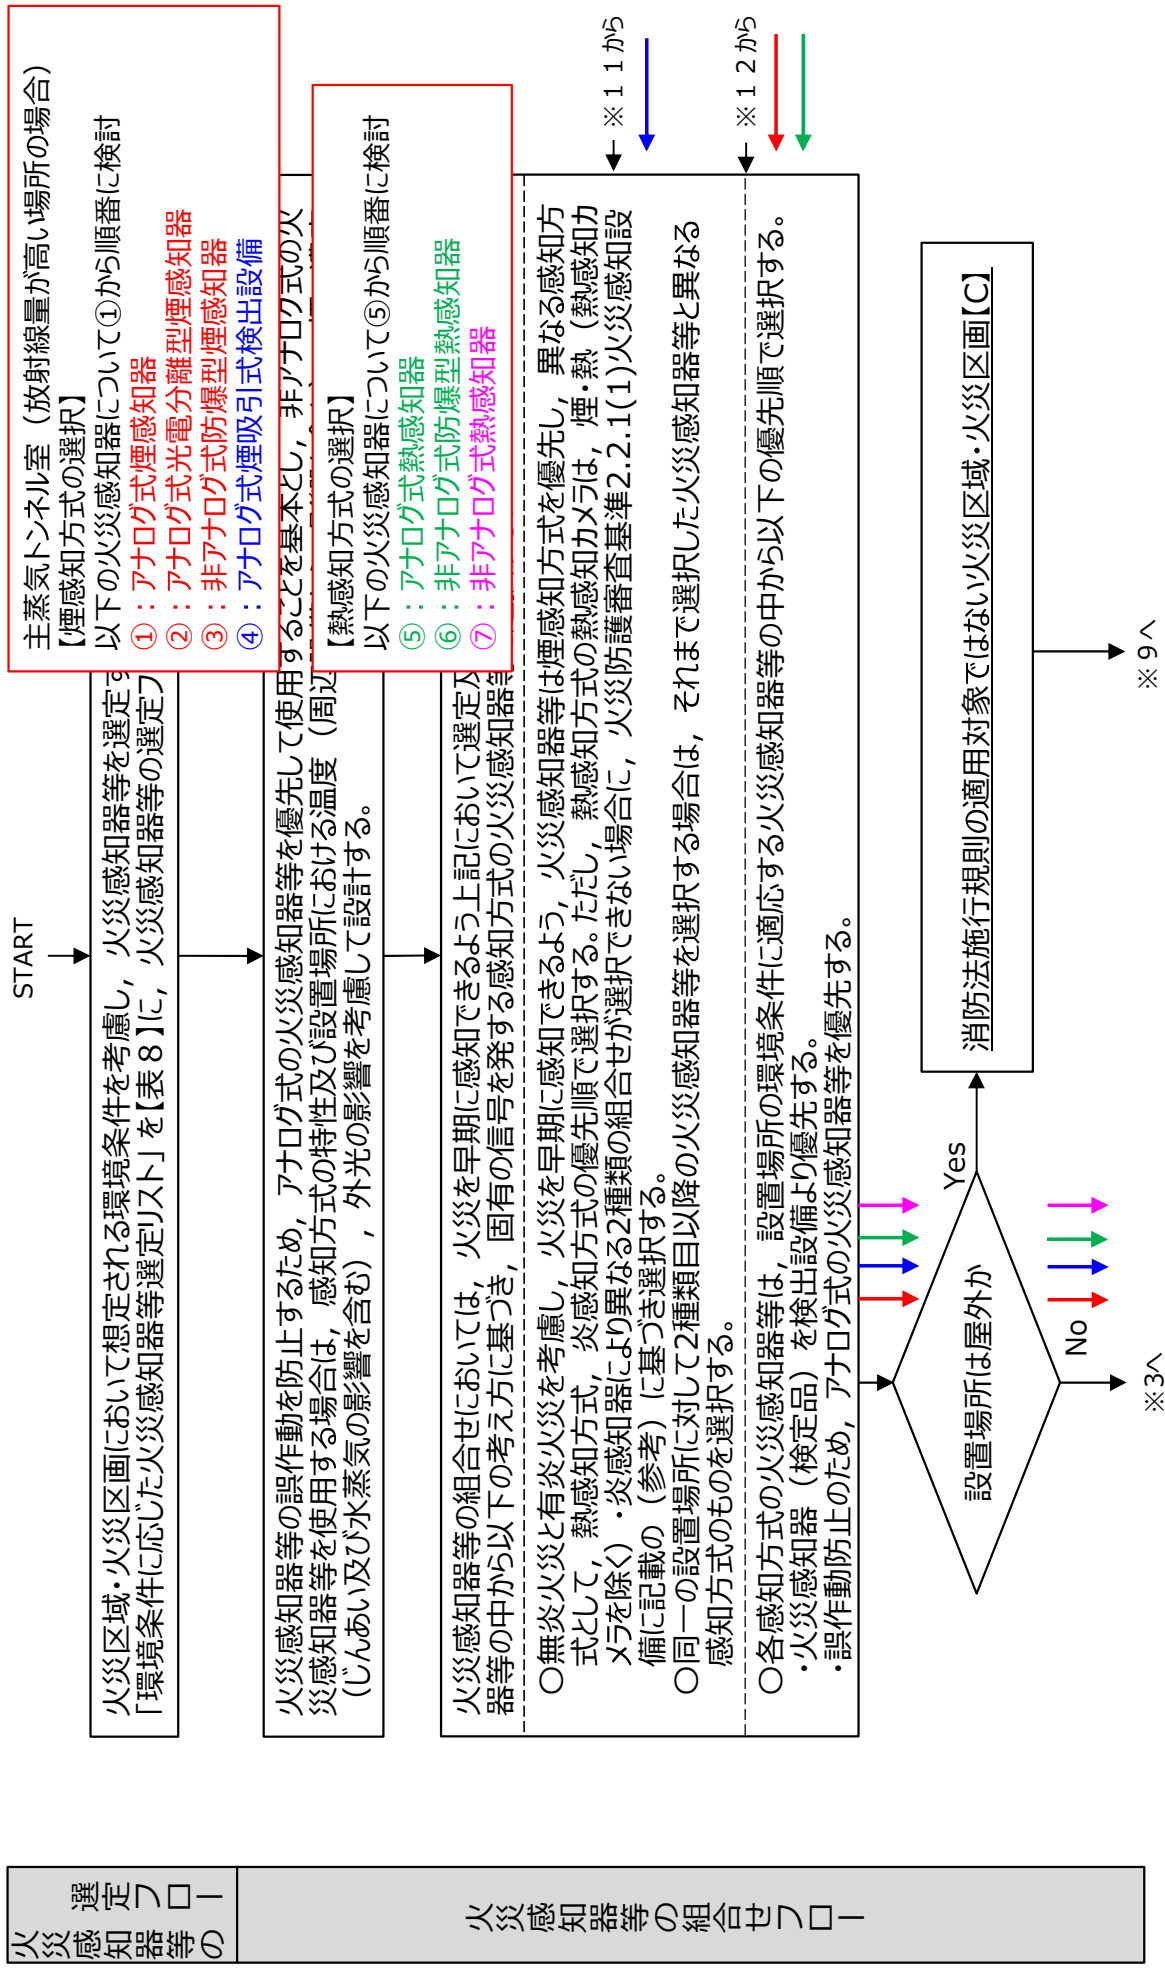 火災感知器等の
選定フロー
火災感知器等の組合せフロー
START
火災区域・火災区画において想定される環境条件を考慮し，火災感知器等を選定す
「環境条件に応じた火災感知器等選定リスト」を【表８】に，火災感知器等の選定フ
主蒸気トンネル室（放射線量が高い場所の場合）
【煙感知方式の選択】
以下の火災感知器について①から順番に検討
①：アナログ式煙感知器
②：アナログ式光電分離型煙感知器
③：非アナログ式防爆型煙感知器
④：アナログ式煙吸引式検出設備
火災感知器等の誤作動を防止するため，アナログ式の火災感知器等を優先して使用することを基本とし，非アナログ式の火
災感知器等を使用する場合は，感知方式の特性及び設置場所における温度（周辺
（じんあい及び水蒸気の影響を含む），外光の影響を考慮して設計する。
【熱感知方式の選択】
以下の火災感知器について⑤から順番に検討
⑤：アナログ式熱感知器
⑥：非アナログ式防爆型熱感知器
⑦：非アナログ式熱感知器
火災感知器等の組合せにおいては，火災を早期に感知できるよう上記において選定
器等の中から以下の考え方に基づき，固有の信号を発する感知方式の火災感知器等
○無炎火災と有炎火災を考慮し，火災を早期に感知できるよう，火災感知器等は煙感知方式を優先し，異なる感知方
式として，熱感知方式，炎感知方式の優先順で選択する。ただし，熱感知方式の熱感知カメラは，煙・熱（熱感知カ
メラを除く）・炎感知器により異なる2種類の組合せが選択できない場合に，火災防護審査基準2.2.1(1)火災感知設
備に記載の（参考）に基づき選択する。
○同一の設置場所に対して2種類目以降の火災感知器等を選択する場合は，それまで選択した火災感知器等と異なる
感知方式のものを選択する。
※１１から
○各感知方式の火災感知器等は，設置場所の環境条件に適応する火災感知器等の中から以下の優先順で選択する。
・火災感知器（検定品）を検出設備より優先する。
・誤作動防止のため，アナログ式の火災感知器等を優先する。
※１２から
設置場所は屋外か
Yes
消防法施行規則の適用対象ではない火災区域・火災区画【C】
※９へ
No
※3へ